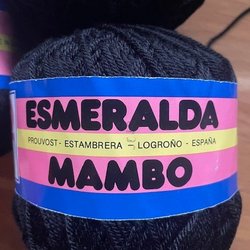 ESMERALDA
PROUVOST - ESTAMBRERA LOGROÑO - ESPAÑA
MAMBO